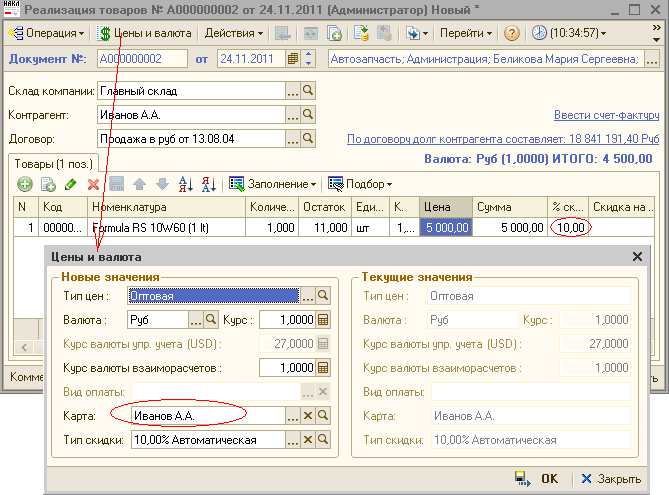 НАКЛ Реализация товаров № А000000002 от 24.11.2011 (Администратор) Новый *
Операция Цены и валюта Действия Перейти (10:34:57)
Документ №: А000000002 от 24.11.2011 Автозапчасть; Администрация; Беликова Мария Сергеевна;
Склад компании: Главный склад
Контрагент: Иванов А.А. Ввести счет-фактуру
Договор: Продажа в руб от 13.08.04 По договору долг контрагента составляет: 18 841 191,40 Руб
Товары (1 поз.) Валюта: Руб (1,0000) ИТОГО: 4 500,00
Заполнение Подбор
N Код Номенклатура Количе... Остаток Еди... К. Цена Сумма % ск... Скидка на ...
1 00000... Formula RS 10W60 (1 lt) 1,000 11,000 шт 1,... 5 000,00 5 000,00 10,00
Цены и валюта
Новые значения Текущие значения
Тип цен : Оптовая Тип цен : Оптовая
Валюта : Руб Курс : 1,0000 Валюта : Руб Курс : 1,0000
Курс валюты упр. учета (USD) : 27,0000 Курс валюты упр. учета (USD) : 27,0000
Курс валюты взаиморасчетов : 1,0000 Курс валюты взаиморасчетов : 1,0000
Вид оплаты: Вид оплаты:
Карта: Иванов А.А. Карта: Иванов А.А.
Тип скидки: 10,00% Автоматическая Тип скидки: 10,00% Автоматическая
Комме
ть
OK Закрыть